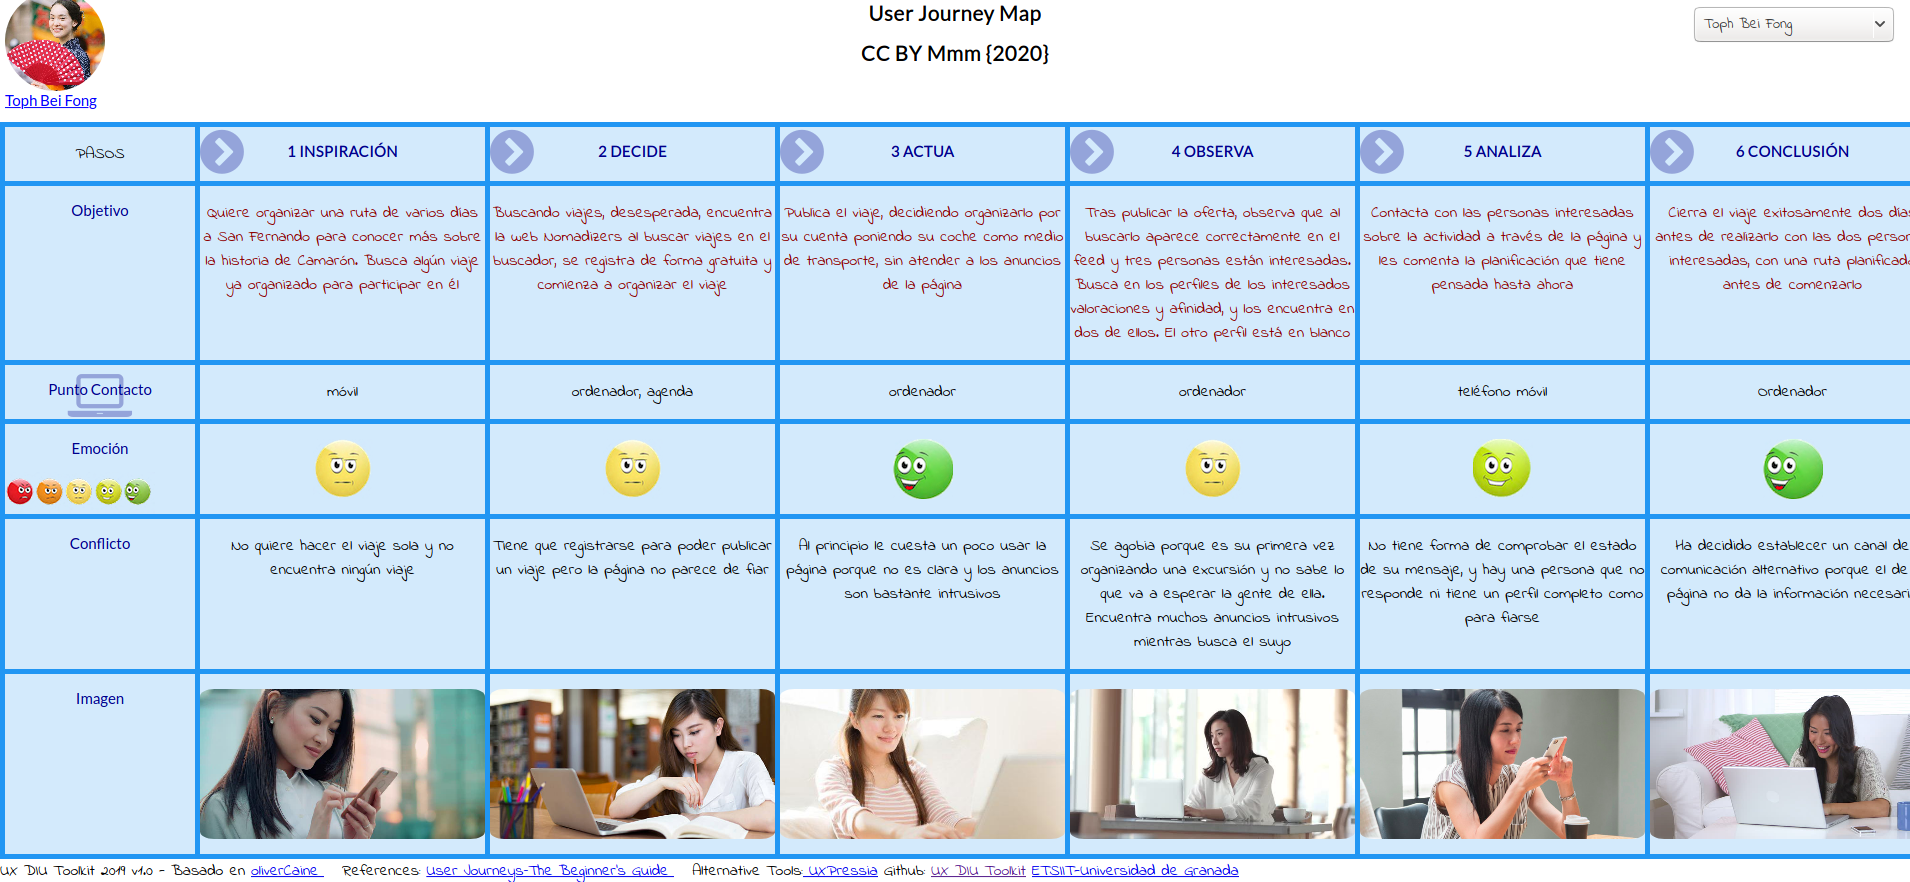 User Journey Map
CC BY Mmm {2020}
Toph Bei Fong
Toph Bei Fong
PASOS
1 INSPIRACIÓN
2 DECIDE
3 ACTUA
4 OBSERVA
5 ANALIZA
6 CONCLUSIÓN
Objetivo
Quiere organizar una ruta de varios días
a San Fernando para conocer más sobre
la historia de Camarón. Busca algún viaje
ya organizado para participar en él
Buscando viajes, desesperada, encuentra
la web Nomadizers al buscar viajes en el
buscador, se registra de forma gratuita y
comienza a organizar el viaje
Publica el viaje, decidiendo organizarlo por
su cuenta poniendo su coche como medio
de transporte, sin atender a los anuncios
de la página
Tras publicar la oferta, observa que al
buscarlo aparece correctamente en el
feed y tres personas están interesadas.
Busca en los perfiles de los interesados
valoraciones y afinidad, y los encuentra en
dos de ellos. El otro perfil está en blanco
Contacta con las personas interesadas
sobre la actividad a través de la página y
les comenta la planificación que tiene
pensada hasta ahora
Cierra el viaje exitosamente dos días
antes de realizarlo con las dos person
interesadas, con una ruta planificad
antes de comenzarlo
Punto Contacto
móvil
ordenador, agenda
ordenador
ordenador
teléfono móvil
Ordenador
Emoción
Conflicto
No quiere hacer el viaje sola y no
encuentra ningún viaje
Tiene que registrarse para poder publicar
un viaje pero la página no parece de fiar
Al principio le cuesta un poco usar la
página porque no es clara y los anuncios
son bastante intrusivos
Se agobia porque es su primera vez
organizando una excursión y no sabe lo
que va a esperar la gente de ella.
Encuentra muchos anuncios intrusivos
mientras busca el suyo
No tiene forma de comprobar el estado
de su mensaje, y hay una persona que no
responde ni tiene un perfil completo como
para fiarse
Ha decidido establecer un canal de
comunicación alternativo porque el de
página no da la información necesari
Imagen
UX DIU Toolkit 2019 v1.0 - Basado en oliverCaine References: User Journeys-The Beginner's Guide Alternative Tools: UXPressia Github: UX DIU Toolkit ETSIIT-Universidad de Granada